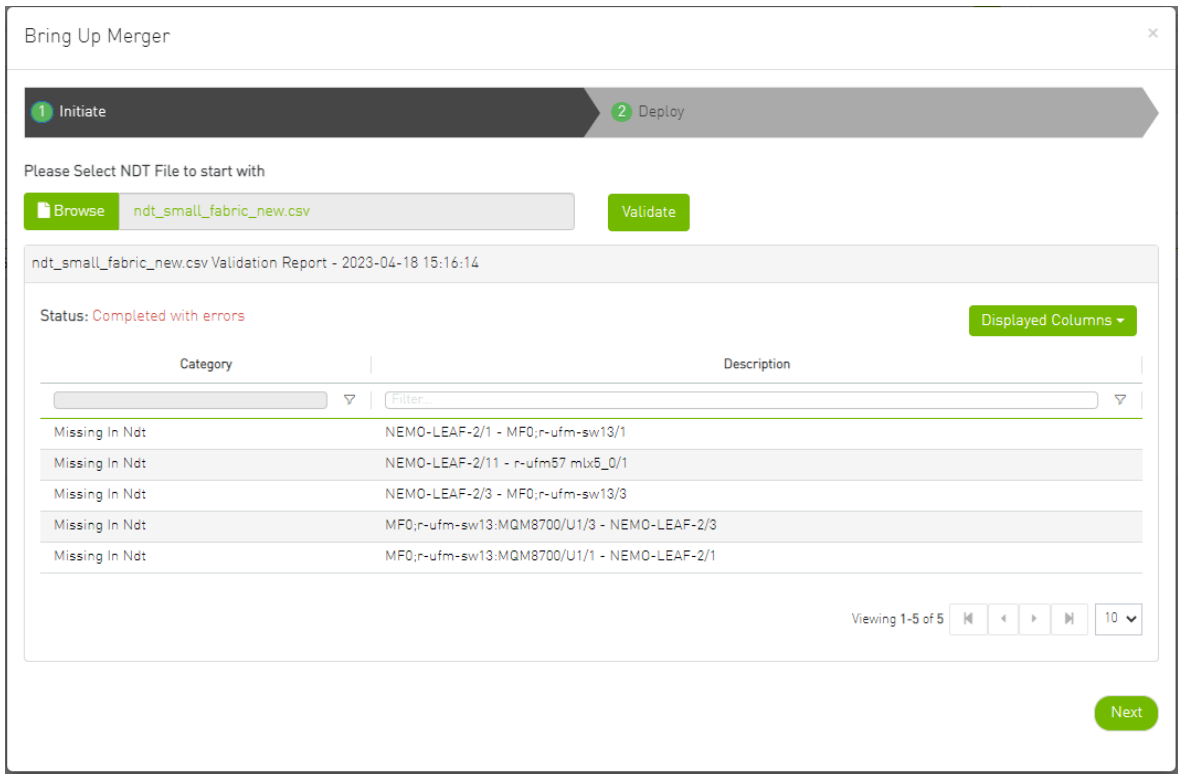 Bring Up Merger ×
1 Initiate 2 Deploy
Please Select NDT File to start with
Browse ndt_small_fabric_new.csv Validate
ndt_small_fabric_new.csv Validation Report - 2023-04-18 15:16:14
Status: Completed with errors
Displayed Columns
Category Description
Filter...
Missing In Ndt NEMO-LEAF-2/1 - MF0;r-ufm-sw13/1
Missing In Ndt NEMO-LEAF-2/11 - r-ufm57 mlx5_0/1
Missing In Ndt NEMO-LEAF-2/3 - MF0;r-ufm-sw13/3
Missing In Ndt MF0;r-ufm-sw13:MQM8700/U1/3 - NEMO-LEAF-2/3
Missing In Ndt MF0;r-ufm-sw13:MQM8700/U1/1 - NEMO-LEAF-2/1
Viewing 1-5 of 5 10
Next